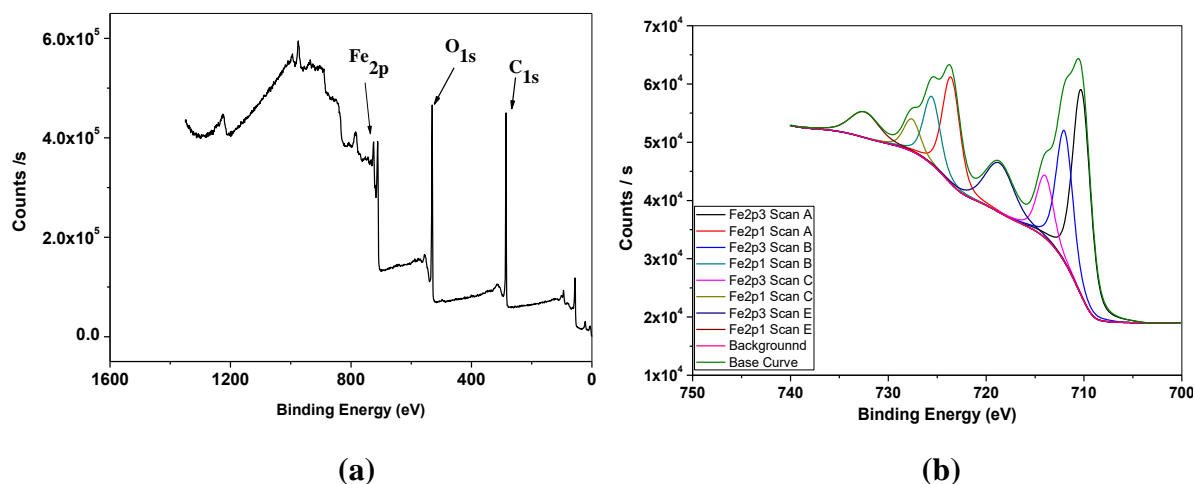 6.0x10⁵
4.0x10⁵
2.0x10⁵
0.0
Counts /s
1600
1200
800
400
0
Binding Energy (eV)
Fe₂ₚ
O₁ₛ
C₁ₛ
(a)
7x10⁴
6x10⁴
5x10⁴
4x10⁴
3x10⁴
2x10⁴
1x10⁴
Counts / s
Fe2p3 Scan A
Fe2p1 Scan A
Fe2p3 Scan B
Fe2p1 Scan B
Fe2p3 Scan C
Fe2p1 Scan C
Fe2p3 Scan E
Fe2p1 Scan E
Backgrounnd
Base Curve
750
740
730
720
710
700
Binding Energy (eV)
(b)